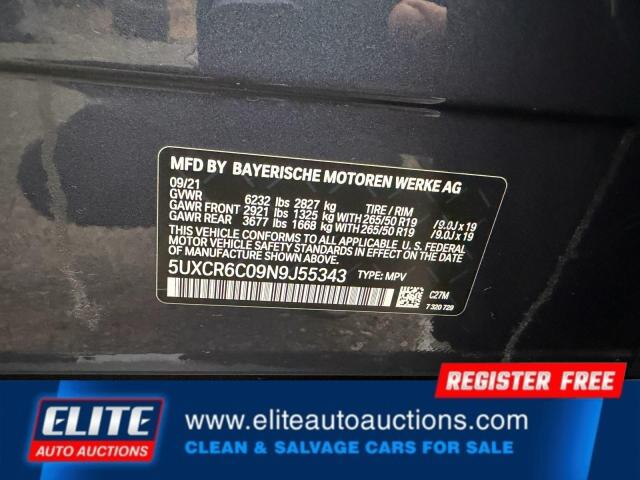 MFD BY BAYERISCHE MOTOREN WERKE AG
09/21
GVWR 6232 lbs 2827 kg TIRE / RIM
GAWR FRONT 2921 lbs 1325 kg WITH 265/50 R19 /9.0J x 19
GAWR REAR 3677 lbs 1668 kg WITH 265/50 R19 /9.0J x 19
THIS VEHICLE CONFORMS TO ALL APPLICABLE U.S. FEDERAL
MOTOR VEHICLE SAFETY STANDARDS IN EFFECT ON THE DATE
OF MANUFACTURE SHOWN ABOVE.
5UXCR6C09N9J55343 TYPE: MPV
C27M
7 320 729
REGISTER FREE
ELITE
AUTO AUCTIONS
www.eliteautoauctions.com
CLEAN & SALVAGE CARS FOR SALE